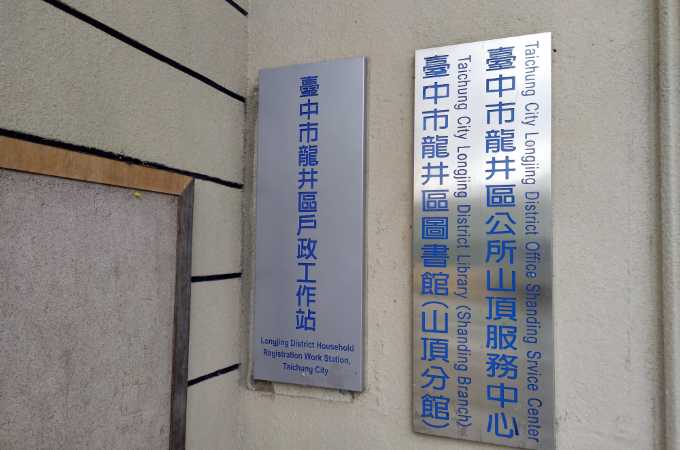 臺中市龍井區戶政工作站
Longjing District Household
Registration Work Station,
Taichung City
Taichung City Longjing District Office Shanding Srvice Center
臺中市龍井區公所山頂服務中心
Taichung City Longjing District Library (Shanding Branch)
臺中市龍井區圖書館(山頂分館)